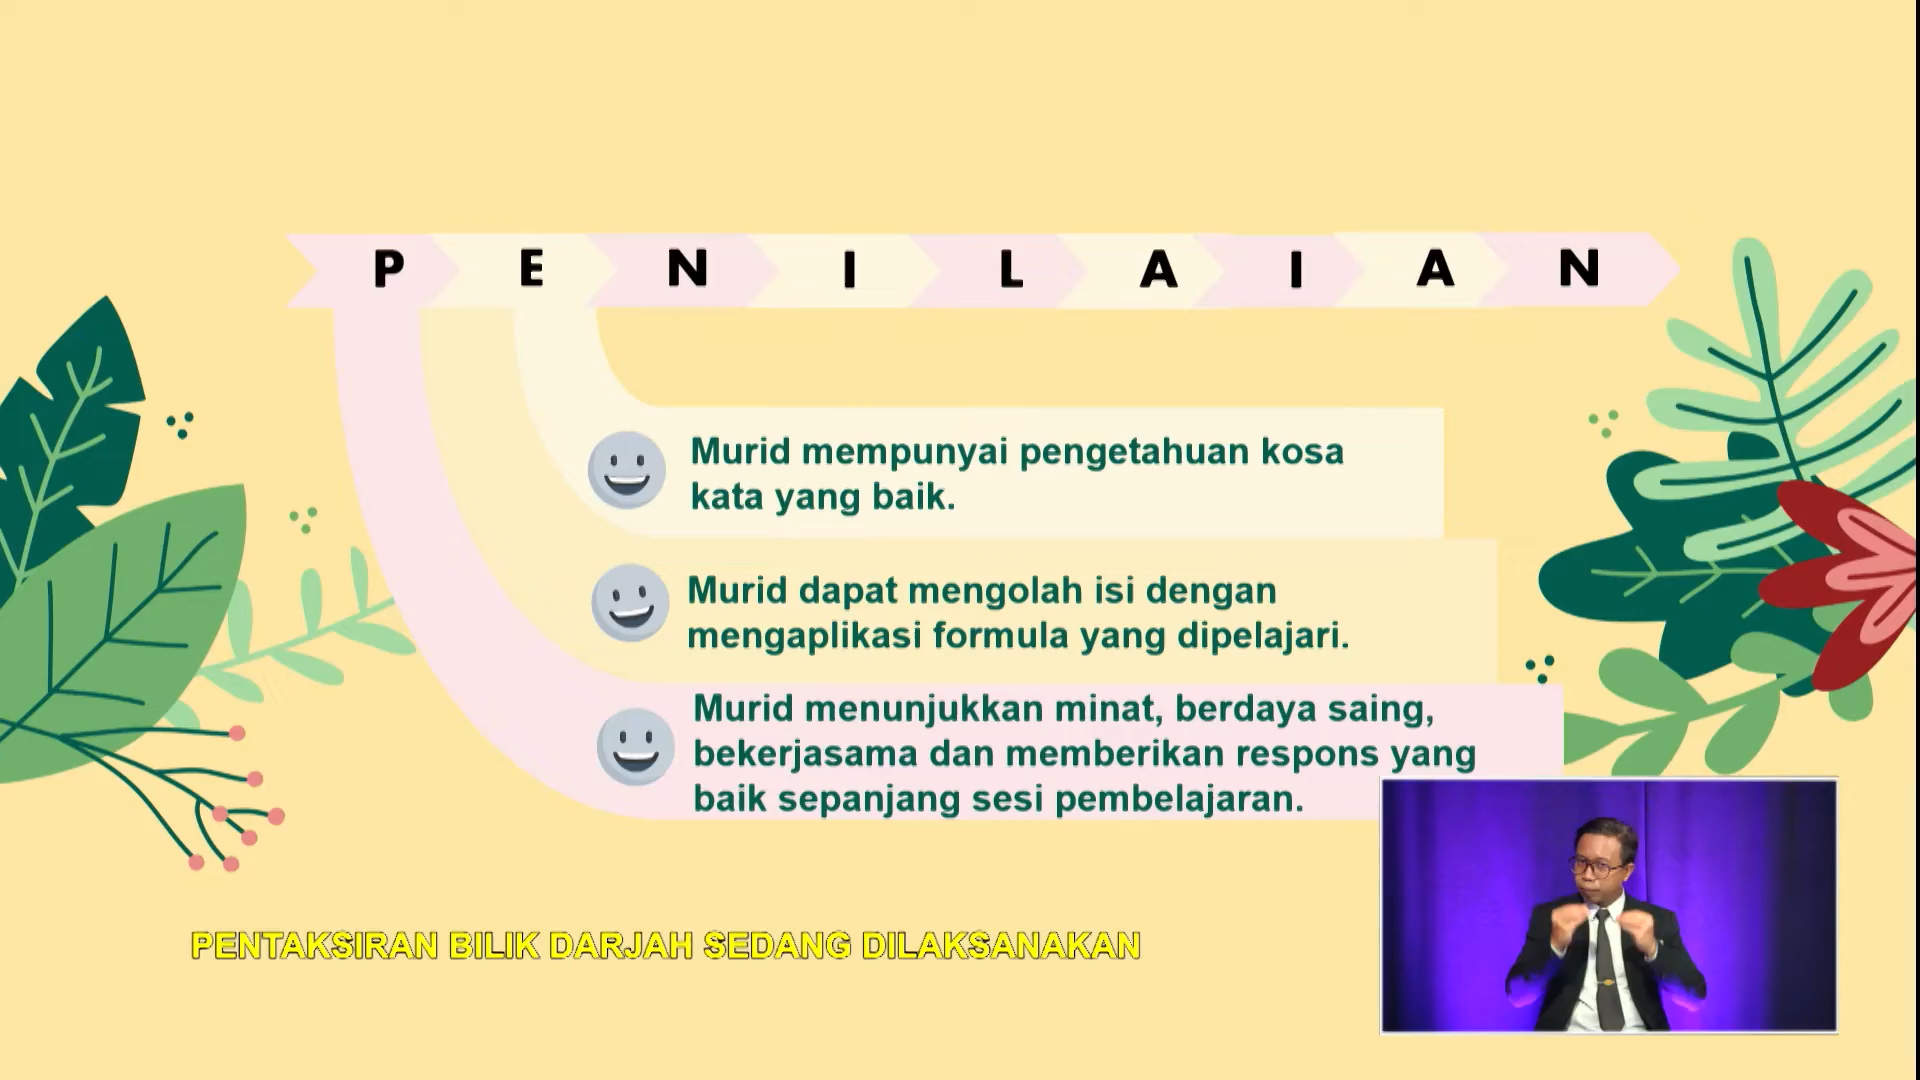 PENILAIAN
Murid mempunyai pengetahuan kosa
kata yang baik.
Murid dapat mengolah isi dengan
mengaplikasi formula yang dipelajari.
Murid menunjukkan minat, berdaya saing,
bekerjasama dan memberikan respons yang
baik sepanjang sesi pembelajaran.
PENTAKSIRAN BILIK DARJAH SEDANG DILAKSANAKAN